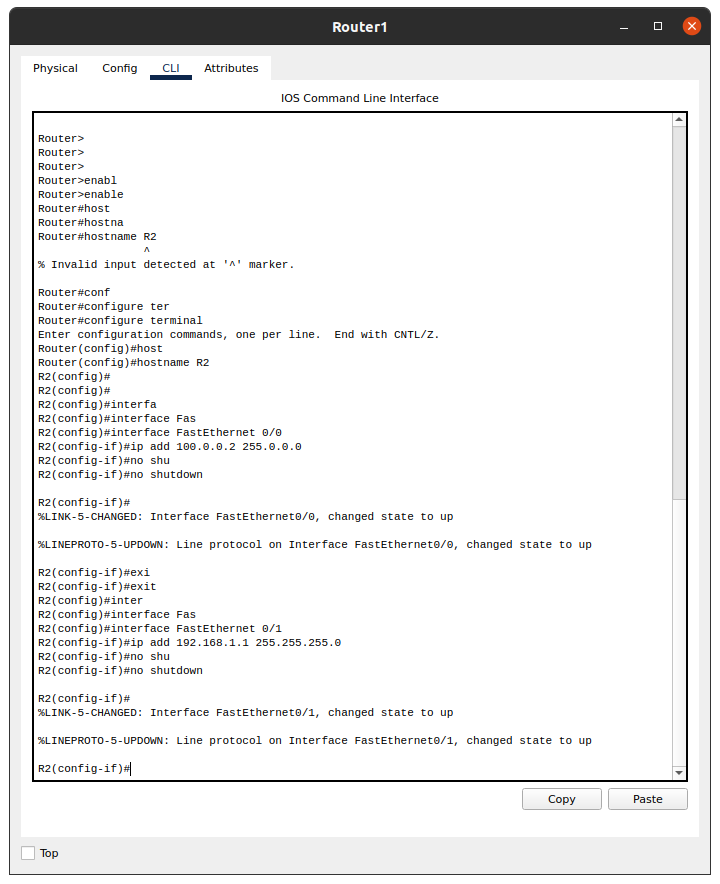 Router1
Physical Config CLI Attributes
IOS Command Line Interface
Router>
Router>
Router>
Router>enabl
Router>enable
Router#host
Router#hostna
Router#hostname R2
^
% Invalid input detected at '^' marker.
Router#conf
Router#configure ter
Router#configure terminal
Enter configuration commands, one per line.  End with CNTL/Z.
Router(config)#host
Router(config)#hostname R2
R2(config)#
R2(config)#
R2(config)#interfa
R2(config)#interface Fas
R2(config)#interface FastEthernet 0/0
R2(config-if)#ip add 100.0.0.2 255.0.0.0
R2(config-if)#no shu
R2(config-if)#no shutdown
R2(config-if)#
%LINK-5-CHANGED: Interface FastEthernet0/0, changed state to up
%LINEPROTO-5-UPDOWN: Line protocol on Interface FastEthernet0/0, changed state to up
R2(config-if)#exi
R2(config-if)#exit
R2(config)#inter
R2(config)#interface Fas
R2(config)#interface FastEthernet 0/1
R2(config-if)#ip add 192.168.1.1 255.255.255.0
R2(config-if)#no shu
R2(config-if)#no shutdown
R2(config-if)#
%LINK-5-CHANGED: Interface FastEthernet0/1, changed state to up
%LINEPROTO-5-UPDOWN: Line protocol on Interface FastEthernet0/1, changed state to up
R2(config-if)#
Copy Paste
Top